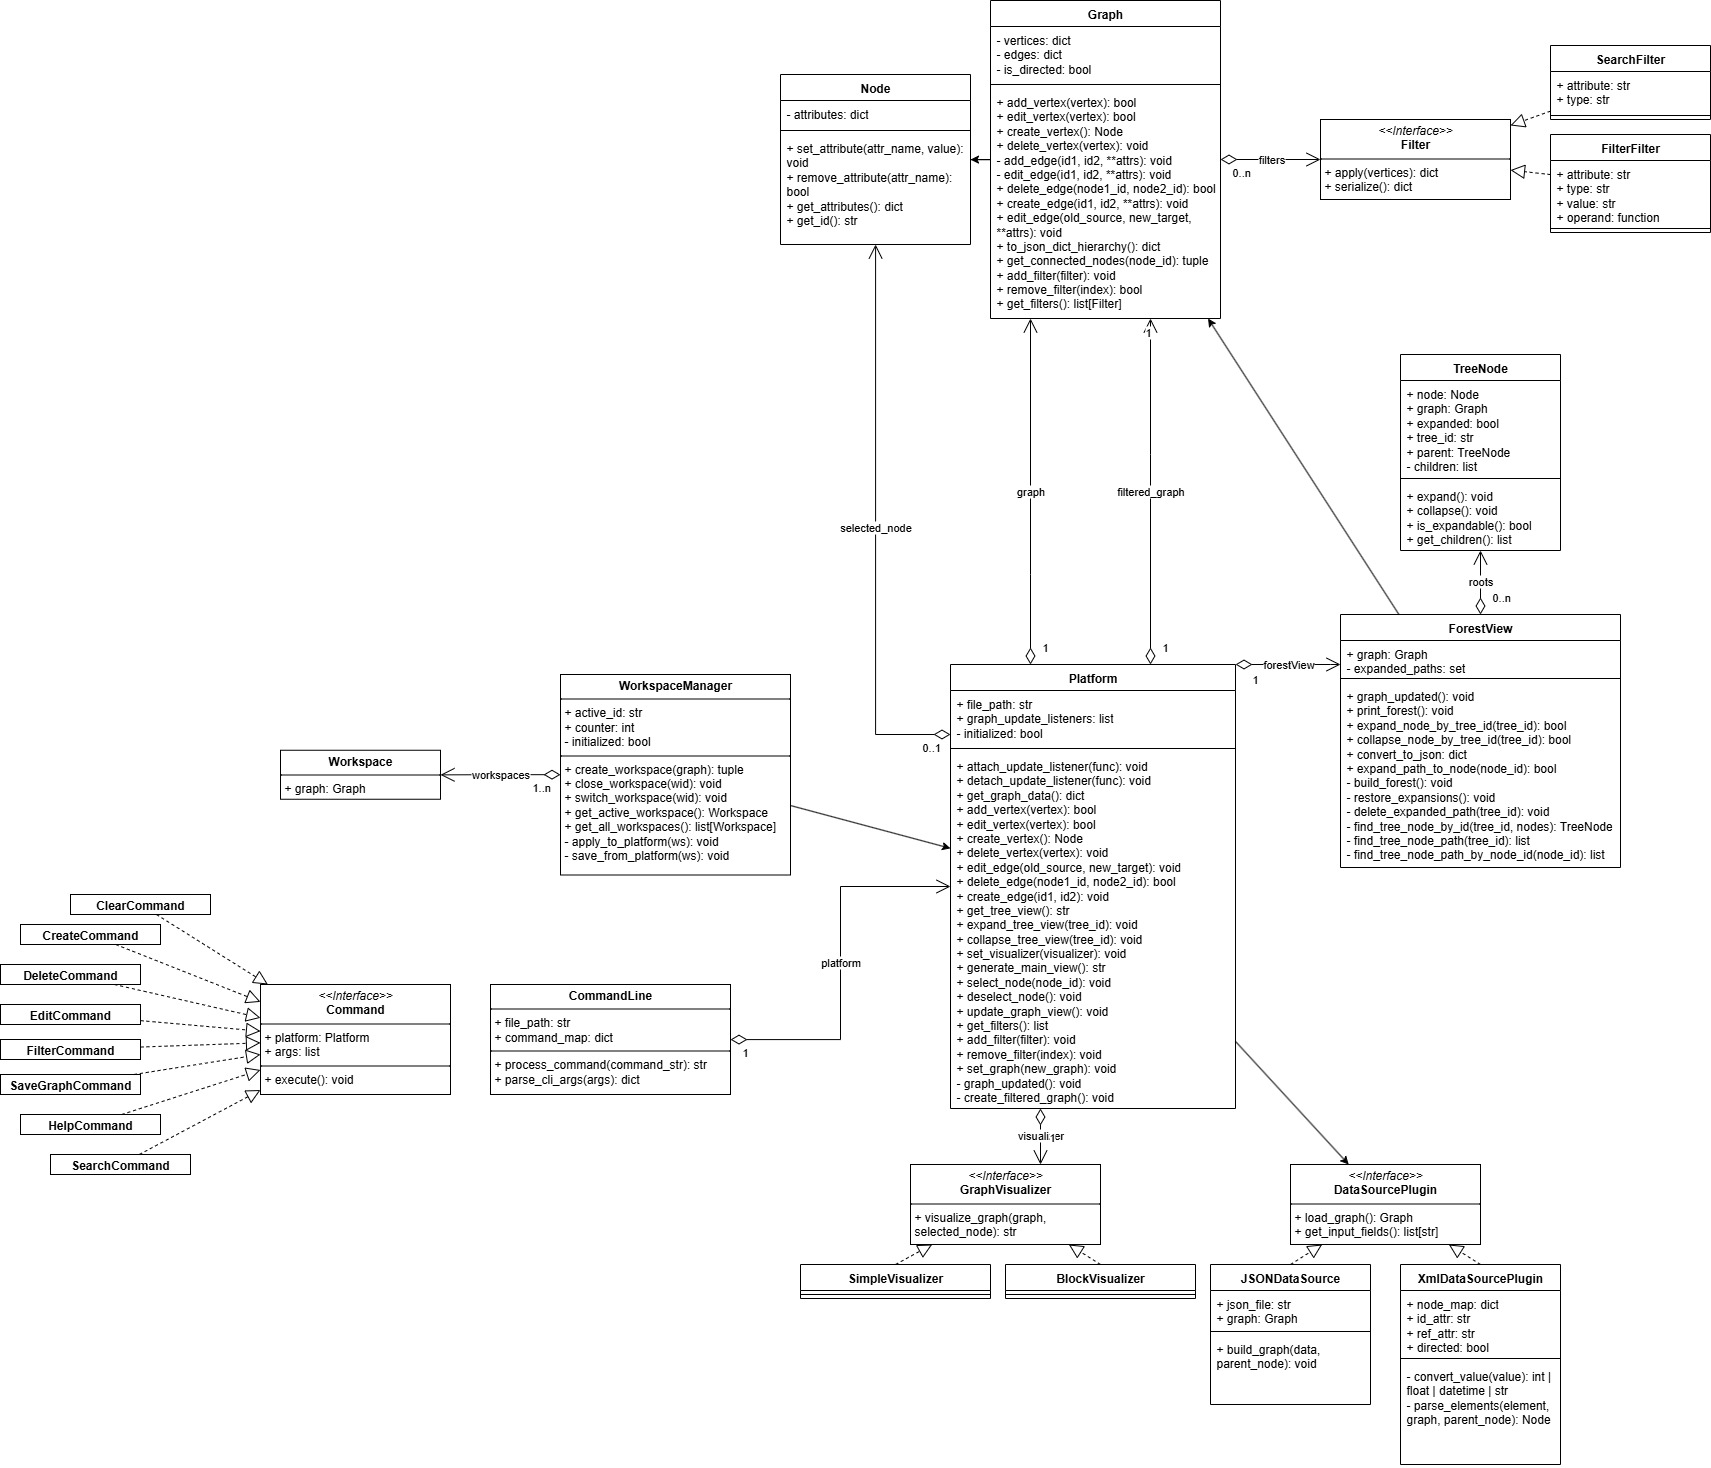 Graph
- vertices: dict
- edges: dict
- is_directed: bool
+ add_vertex(vertex): bool
+ edit_vertex(vertex): bool
+ create_vertex(): Node
+ delete_vertex(vertex): void
- add_edge(id1, id2, **attrs): void
- edit_edge(id1, id2, **attrs): void
+ delete_edge(node1_id, node2_id): bool
+ create_edge(id1, id2, **attrs): void
+ edit_edge(old_source, new_target,
**attrs): void
+ to_json_dict_hierarchy(): dict
+ get_connected_nodes(node_id): tuple
+ add_filter(filter): void
+ remove_filter(index): bool
+ get_filters(): list[Filter]
Node
- attributes: dict
+ set_attribute(attr_name, value):
void
+ remove_attribute(attr_name):
bool
+ get_attributes(): dict
+ get_id(): str
filters
0..n
<<Interface>>
Filter
+ apply(vertices): dict
+ serialize(): dict
SearchFilter
+ attribute: str
+ type: str
FilterFilter
+ attribute: str
+ type: str
+ value: str
+ operand: function
TreeNode
+ node: Node
+ graph: Graph
+ expanded: bool
+ tree_id: str
+ parent: TreeNode
- children: list
+ expand(): void
+ collapse(): void
+ is_expandable(): bool
+ get_children(): list
roots
0..n
ForestView
+ graph: Graph
- expanded_paths: set
+ graph_updated(): void
+ print_forest(): void
+ expand_node_by_tree_id(tree_id): bool
+ collapse_node_by_tree_id(tree_id): bool
+ convert_to_json: dict
+ expand_path_to_node(node_id): bool
- build_forest(): void
- restore_expansions(): void
- delete_expanded_path(tree_id): void
- find_tree_node_by_id(tree_id, nodes): TreeNode
- find_tree_node_path(tree_id): list
- find_tree_node_path_by_node_id(node_id): list
1
graph
filtered_graph
selected_node
1
1
forestView
1
0..1
Platform
+ file_path: str
+ graph_update_listeners: list
- initialized: bool
+ attach_update_listener(func): void
+ detach_update_listener(func): void
+ get_graph_data(): dict
+ add_vertex(vertex): bool
+ edit_vertex(vertex): bool
+ create_vertex(): Node
+ delete_vertex(vertex): void
+ edit_edge(old_source, new_target): void
+ delete_edge(node1_id, node2_id): bool
+ create_edge(id1, id2): void
+ get_tree_view(): str
+ expand_tree_view(tree_id): void
+ collapse_tree_view(tree_id): void
+ set_visualizer(visualizer): void
+ generate_main_view(): str
+ select_node(node_id): void
+ deselect_node(): void
+ update_graph_view(): void
+ get_filters(): list
+ add_filter(filter): void
+ remove_filter(index): void
+ set_graph(new_graph): void
- graph_updated(): void
- create_filtered_graph(): void
WorkspaceManager
+ active_id: str
+ counter: int
- initialized: bool
+ create_workspace(graph): tuple
+ close_workspace(wid): void
+ switch_workspace(wid): void
+ get_active_workspace(): Workspace
+ get_all_workspaces(): list[Workspace]
- apply_to_platform(ws): void
- save_from_platform(ws): void
workspaces
1..n
Workspace
+ graph: Graph
ClearCommand
CreateCommand
DeleteCommand
EditCommand
FilterCommand
SaveGraphCommand
HelpCommand
SearchCommand
<<Interface>>
Command
+ platform: Platform
+ args: list
+ execute(): void
CommandLine
+ file_path: str
+ command_map: dict
+ process_command(command_str): str
+ parse_cli_args(args): dict
platform
1
visualizer
1
<<Interface>>
GraphVisualizer
+ visualize_graph(graph,
selected_node): str
SimpleVisualizer
BlockVisualizer
<<Interface>>
DataSourcePlugin
+ load_graph(): Graph
+ get_input_fields(): list[str]
JSONDataSource
+ json_file: str
+ graph: Graph
+ build_graph(data,
parent_node): void
XmlDataSourcePlugin
+ node_map: dict
+ id_attr: str
+ ref_attr: str
+ directed: bool
- convert_value(value): int |
float | datetime | str
- parse_elements(element,
graph, parent_node): Node